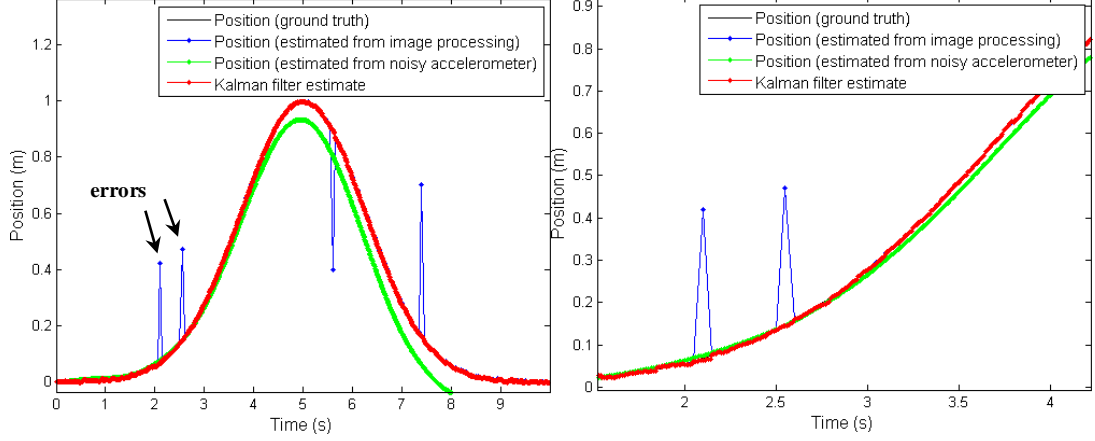 Position (ground truth)
Position (estimated from image processing)
Position (estimated from noisy accelerometer)
Kalman filter estimate
errors
Position (m)
1.2
1
0.8
0.6
0.4
0.2
0
0 1 2 3 4 5 6 7 8 9
Time (s)
Position (ground truth)
Position (estimated from image processing)
Position (estimated from noisy accelerometer)
Kalman filter estimate
Position (m)
0.9
0.8
0.7
0.6
0.5
0.4
0.3
0.2
0.1
0
2 2.5 3 3.5 4
Time (s)